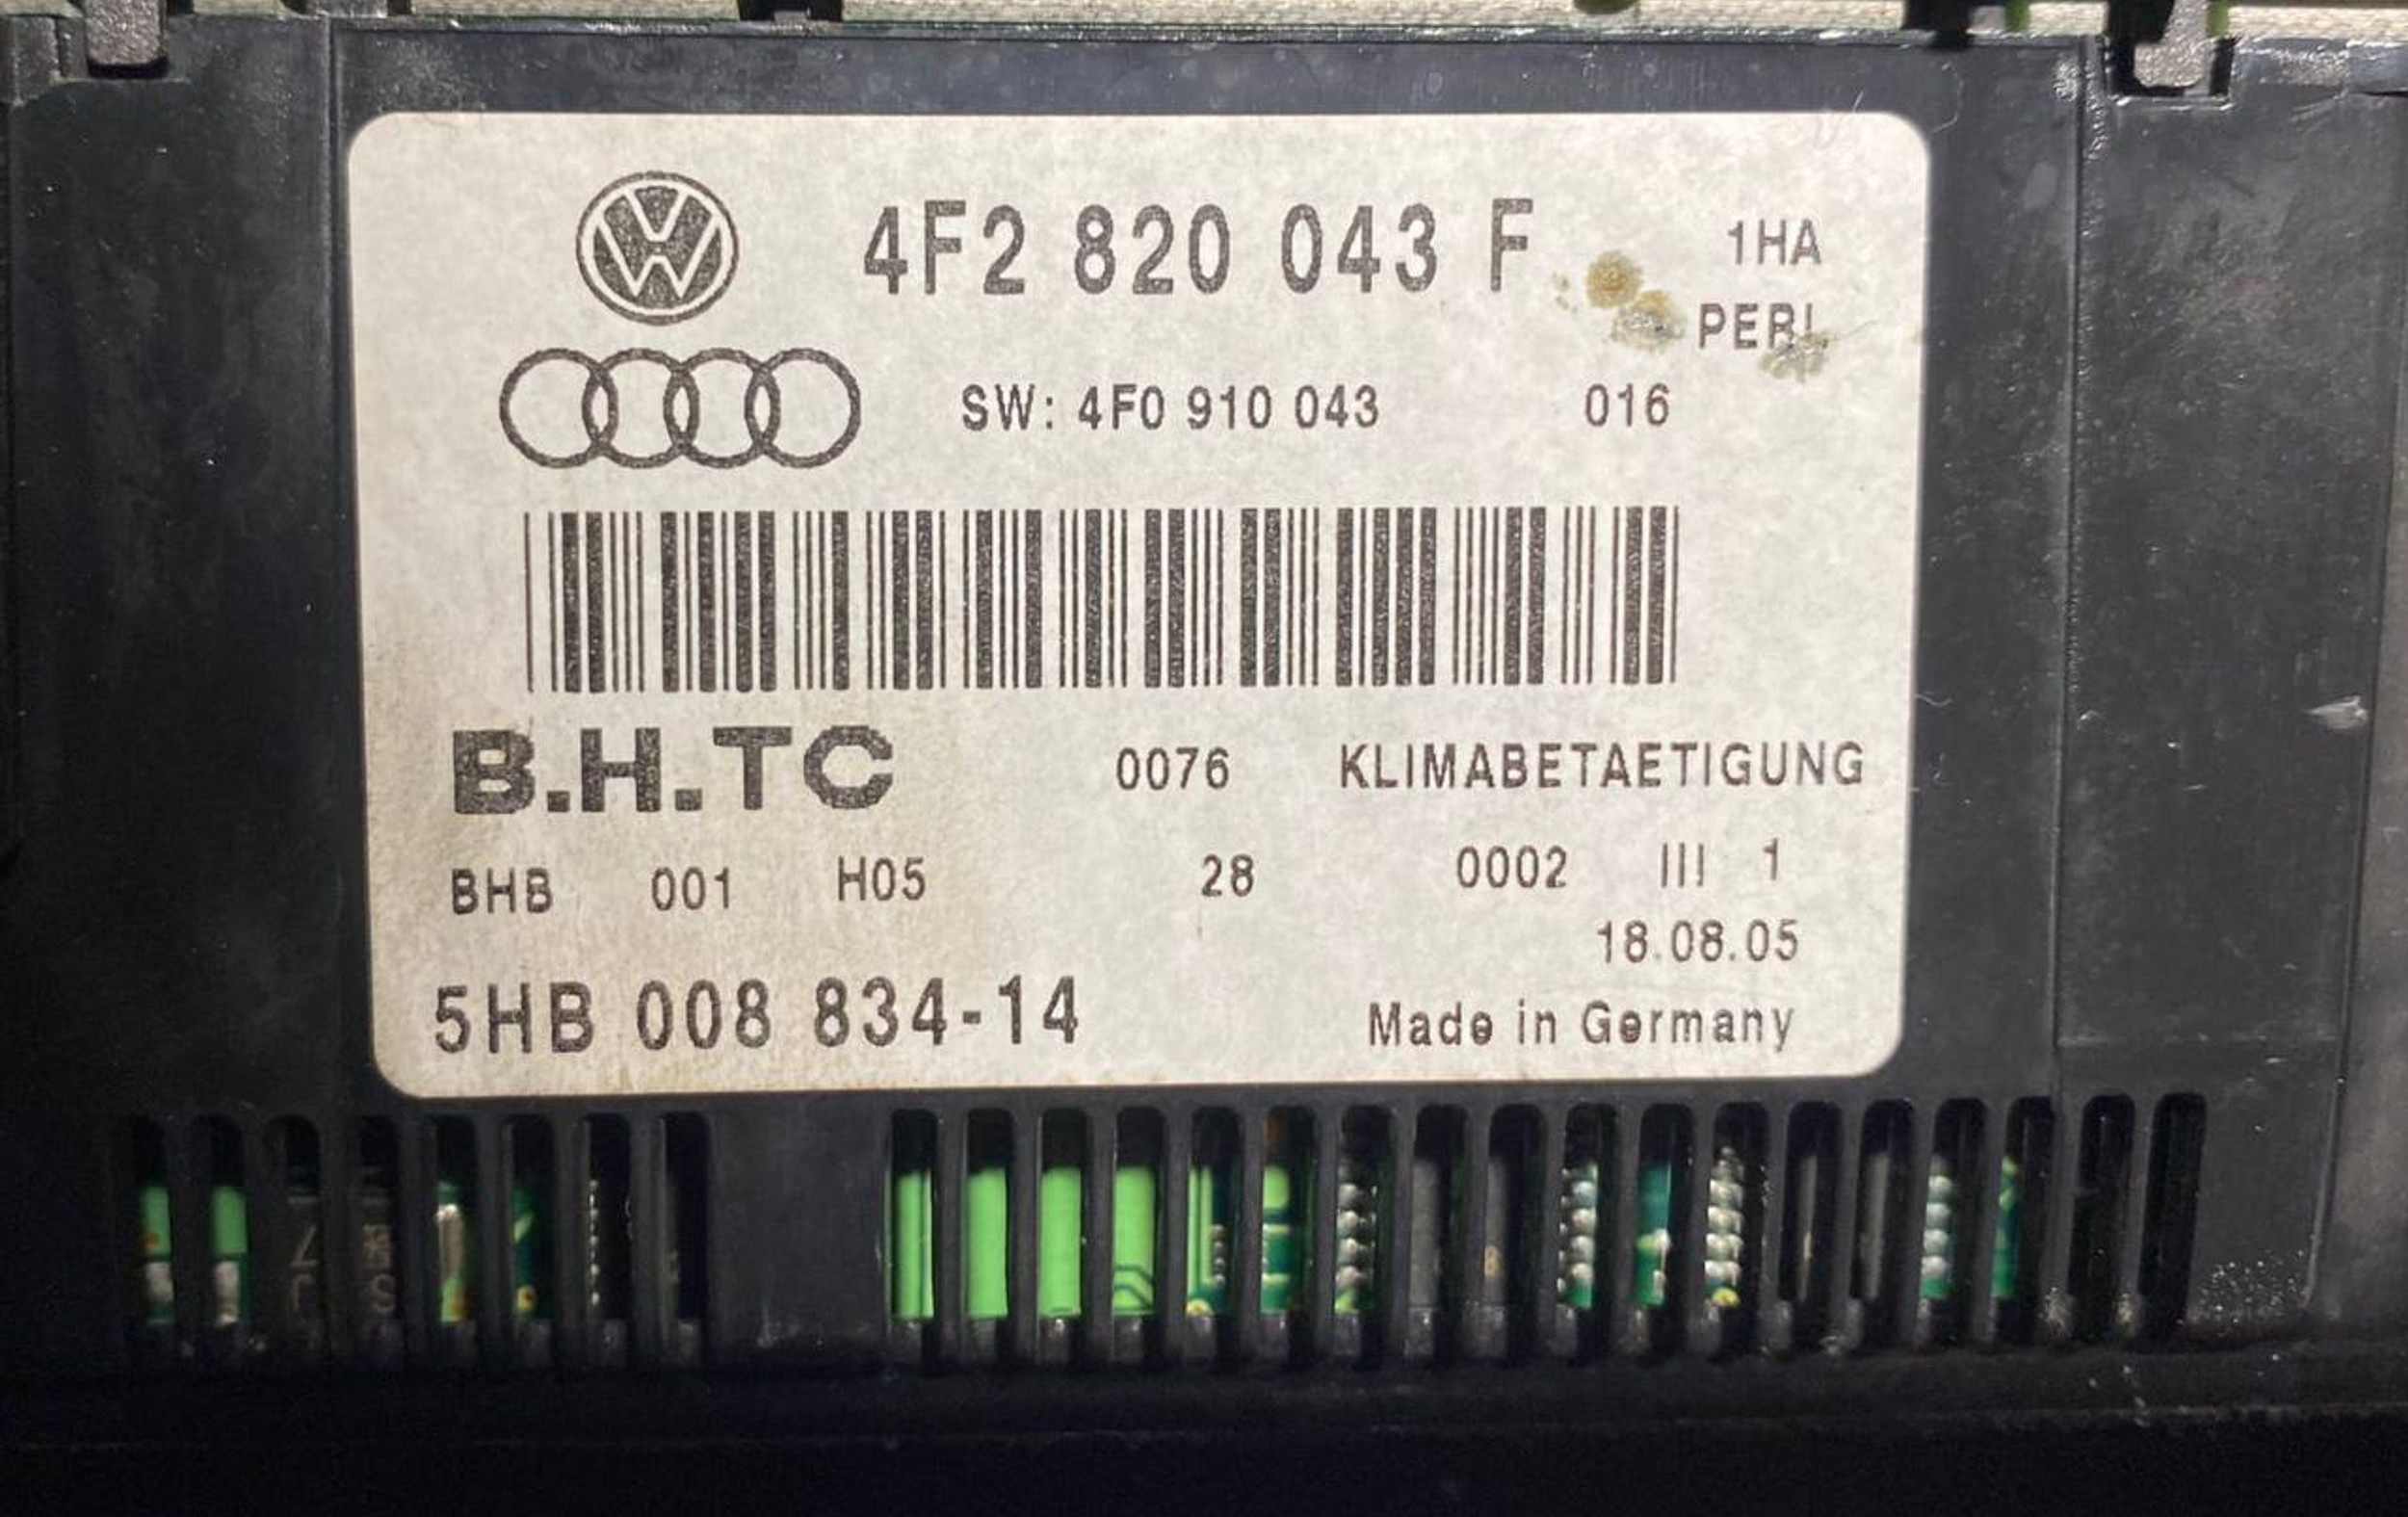 4F2 820 043 F 1HA
SW: 4F0 910 043 016
B.H.TC 0076 KLIMABETAETIGUNG
BHB 001 H05 28 0002 III 1
18.08.05
5HB 008 834-14 Made in Germany